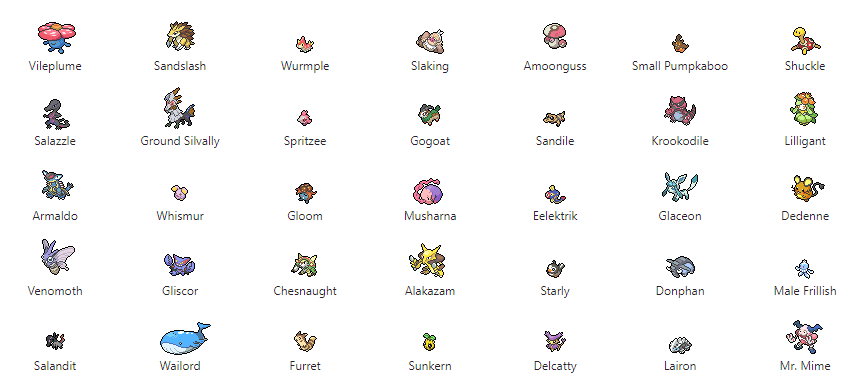 Vileplume Sandslash Wurmple Slaking Amoonguss Small Pumpkaboo Shuckle
Salazzle Ground Silvally Spritzee Gogoat Sandile Krookodile Lilligant
Armaldo Whismur Gloom Musharna Eelektrik Glaceon Dedenne
Venomoth Gliscor Chesnaught Alakazam Starly Donphan Male Frillish
Salandit Wailord Furret Sunkern Delcatty Lairon Mr. Mime